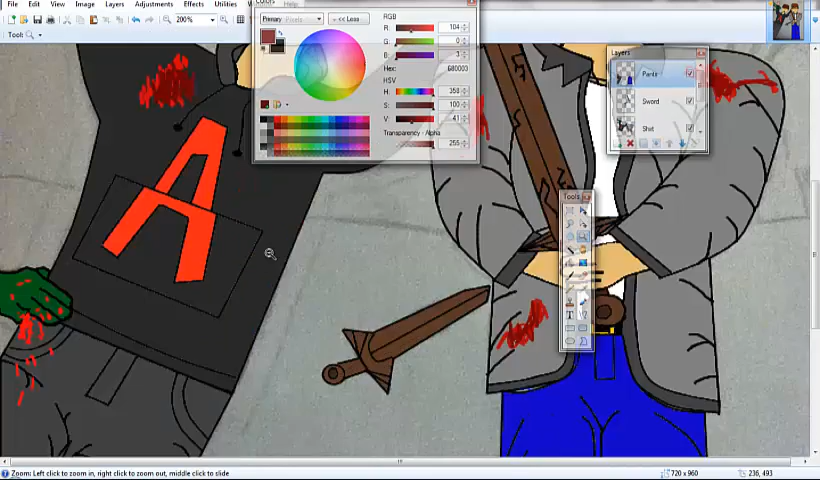 File Edit View Image Layers Adjustments Effects
Help
200%
Tool:
Colors
Primary Pixels << Less
RGB
R: 104
G: 0
B: 3
Hex: 680003
HSV
H: 358
S: 100
V: 41
Transparency - Alpha
255
Layers
Pants
Sword
Shirt
Tools
T
A
Zoom: Left click to zoom in, right click to zoom out, middle click to slide
720 x 960
236, 493